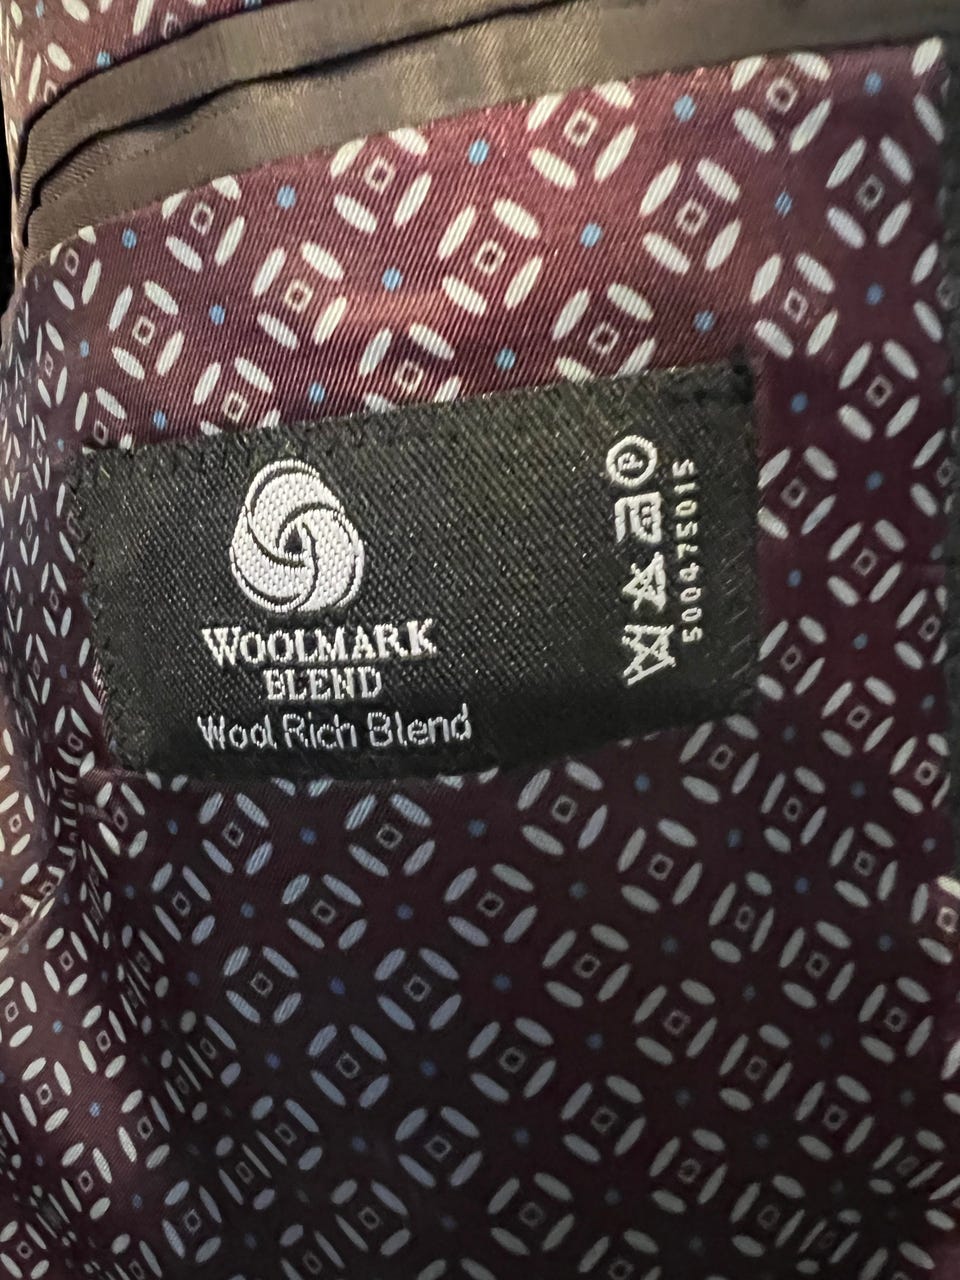 WOOLMARK
BLEND
Wool Rich Blend
P
500475015